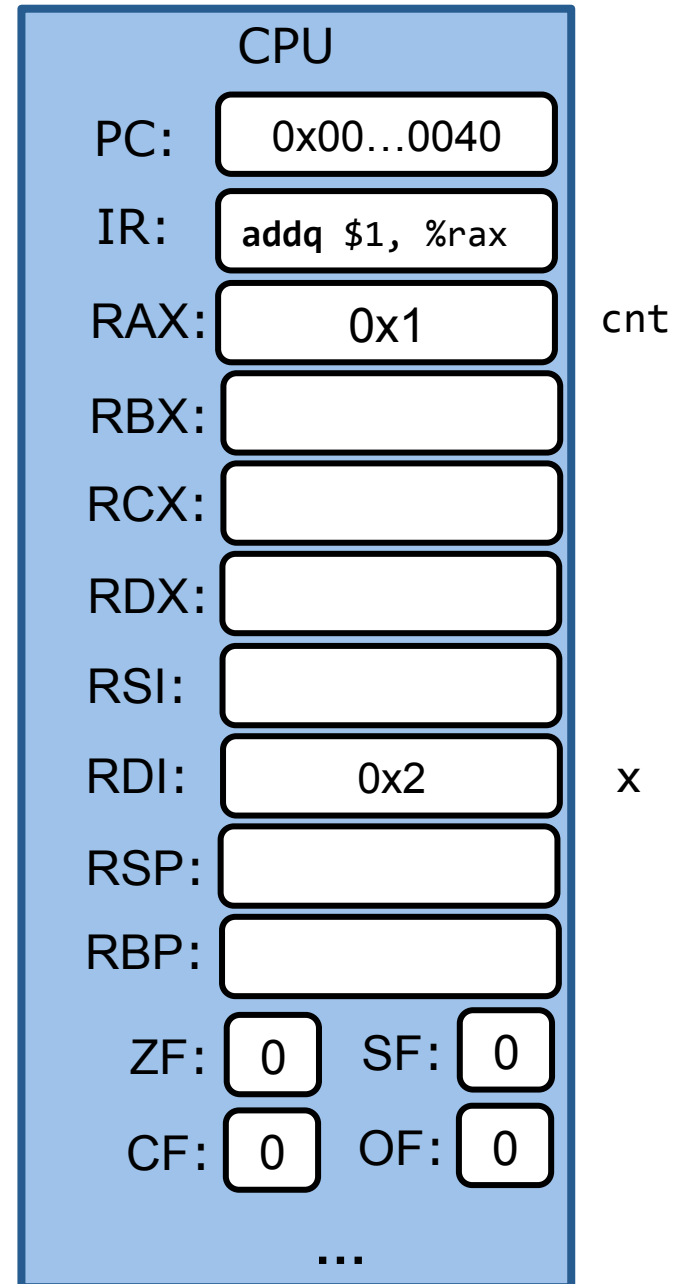 CPU
PC: 0x00...0040
IR: addq $1, %rax
RAX: 0x1 cnt
RBX:
RCX:
RDX:
RSI:
RDI: 0x2 x
RSP:
RBP:
ZF: 0 SF: 0
CF: 0 OF: 0
...